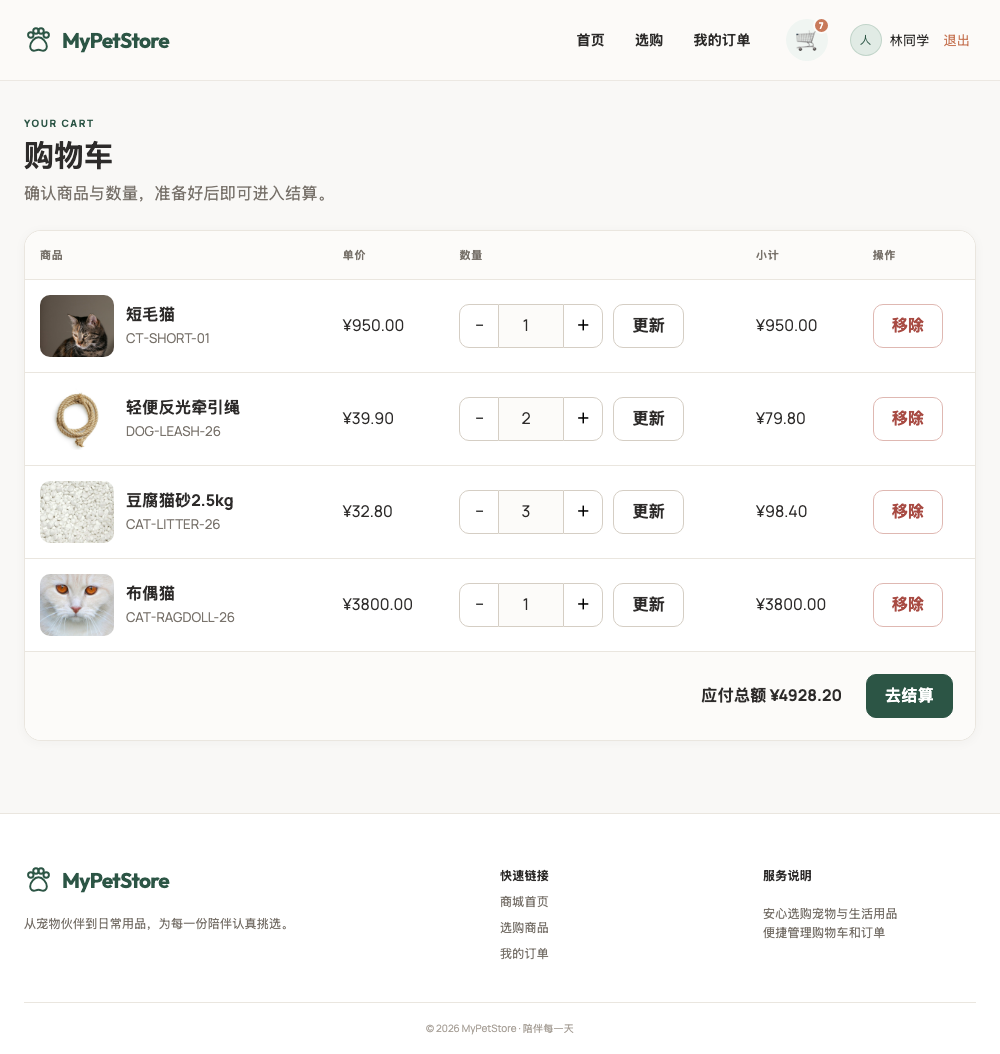 MyPetStore
首页 选购 我的订单 7 人 林同学 退出
YOUR CART
购物车
确认商品与数量，准备好后即可进入结算。
商品 单价 数量 小计 操作
短毛猫
CT-SHORT-01
¥950.00 − 1 + 更新 ¥950.00 移除
轻便反光牵引绳
DOG-LEASH-26
¥39.90 − 2 + 更新 ¥79.80 移除
豆腐猫砂2.5kg
CAT-LITTER-26
¥32.80 − 3 + 更新 ¥98.40 移除
布偶猫
CAT-RAGDOLL-26
¥3800.00 − 1 + 更新 ¥3800.00 移除
应付总额 ¥4928.20 去结算
MyPetStore
从宠物伙伴到日常用品，为每一份陪伴认真挑选。
快速链接
商城首页
选购商品
我的订单
服务说明
安心选购宠物与生活用品
便捷管理购物车和订单
© 2026 MyPetStore · 陪伴每一天